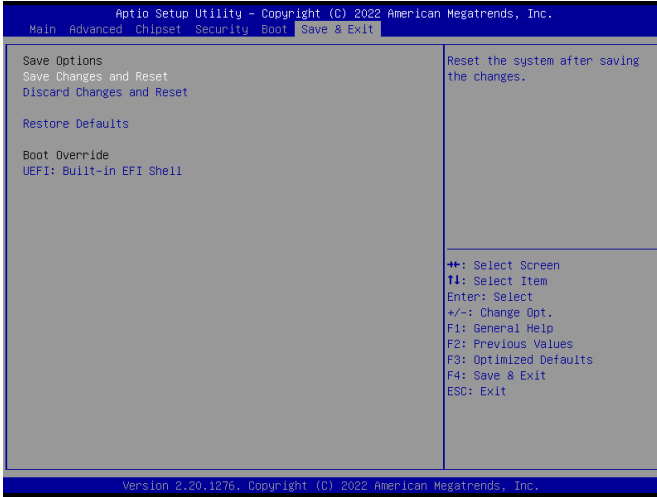 Aptio Setup Utility – Copyright (C) 2022 American Megatrends, Inc.
Main Advanced Chipset Security Boot Save & Exit
Save Options
Save Changes and Reset
Discard Changes and Reset
Restore Defaults
Boot Override
UEFI: Built-in EFI Shell
Reset the system after saving
the changes.
→←: Select Screen
↑↓: Select Item
Enter: Select
+/-: Change Opt.
F1: General Help
F2: Previous Values
F3: Optimized Defaults
F4: Save & Exit
ESC: Exit
Version 2.20.1276. Copyright (C) 2022 American Megatrends, Inc.